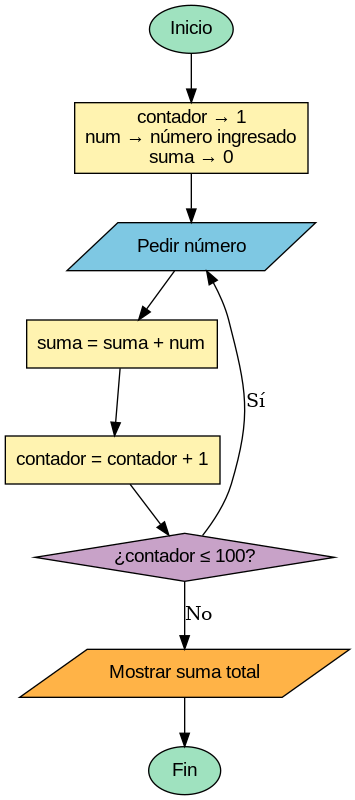 Inicio
contador → 1
num → número ingresado
suma → 0
Pedir número
suma = suma + num
Sí
contador = contador + 1
¿contador ≤ 100?
No
Mostrar suma total
Fin